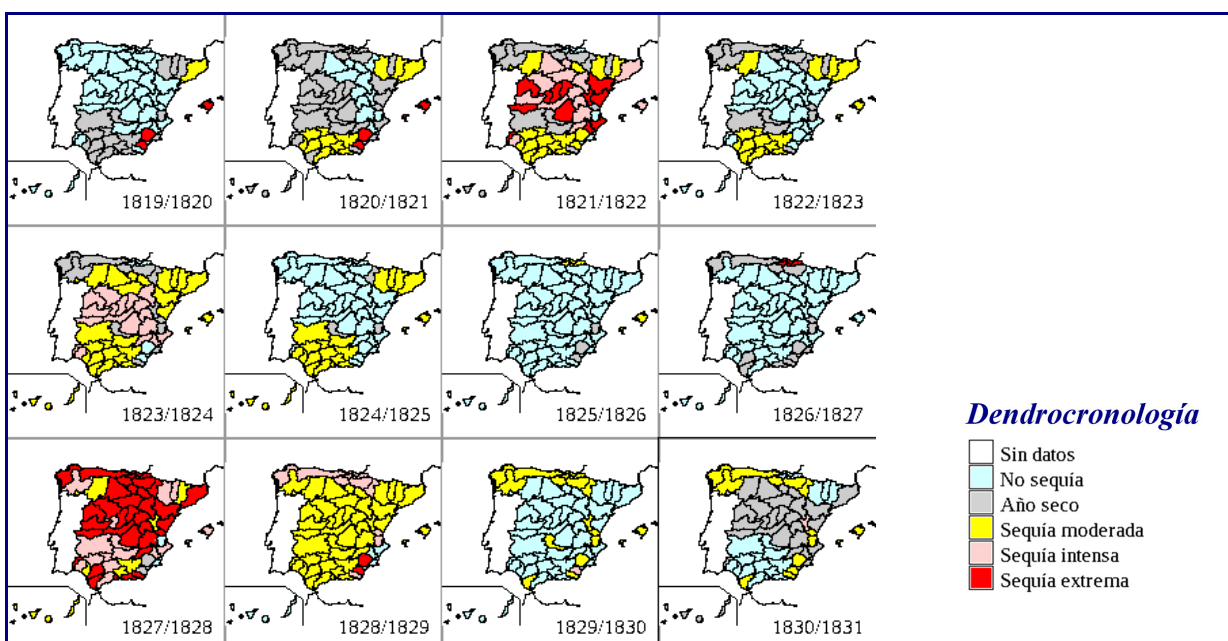 1819/1820
1820/1821
1821/1822
1822/1823
1823/1824
1824/1825
1825/1826
1826/1827
1827/1828
1828/1829
1829/1830
1830/1831
Dendrocronología
Sin datos
No sequía
Año seco
Sequía moderada
Sequía intensa
Sequía extrema